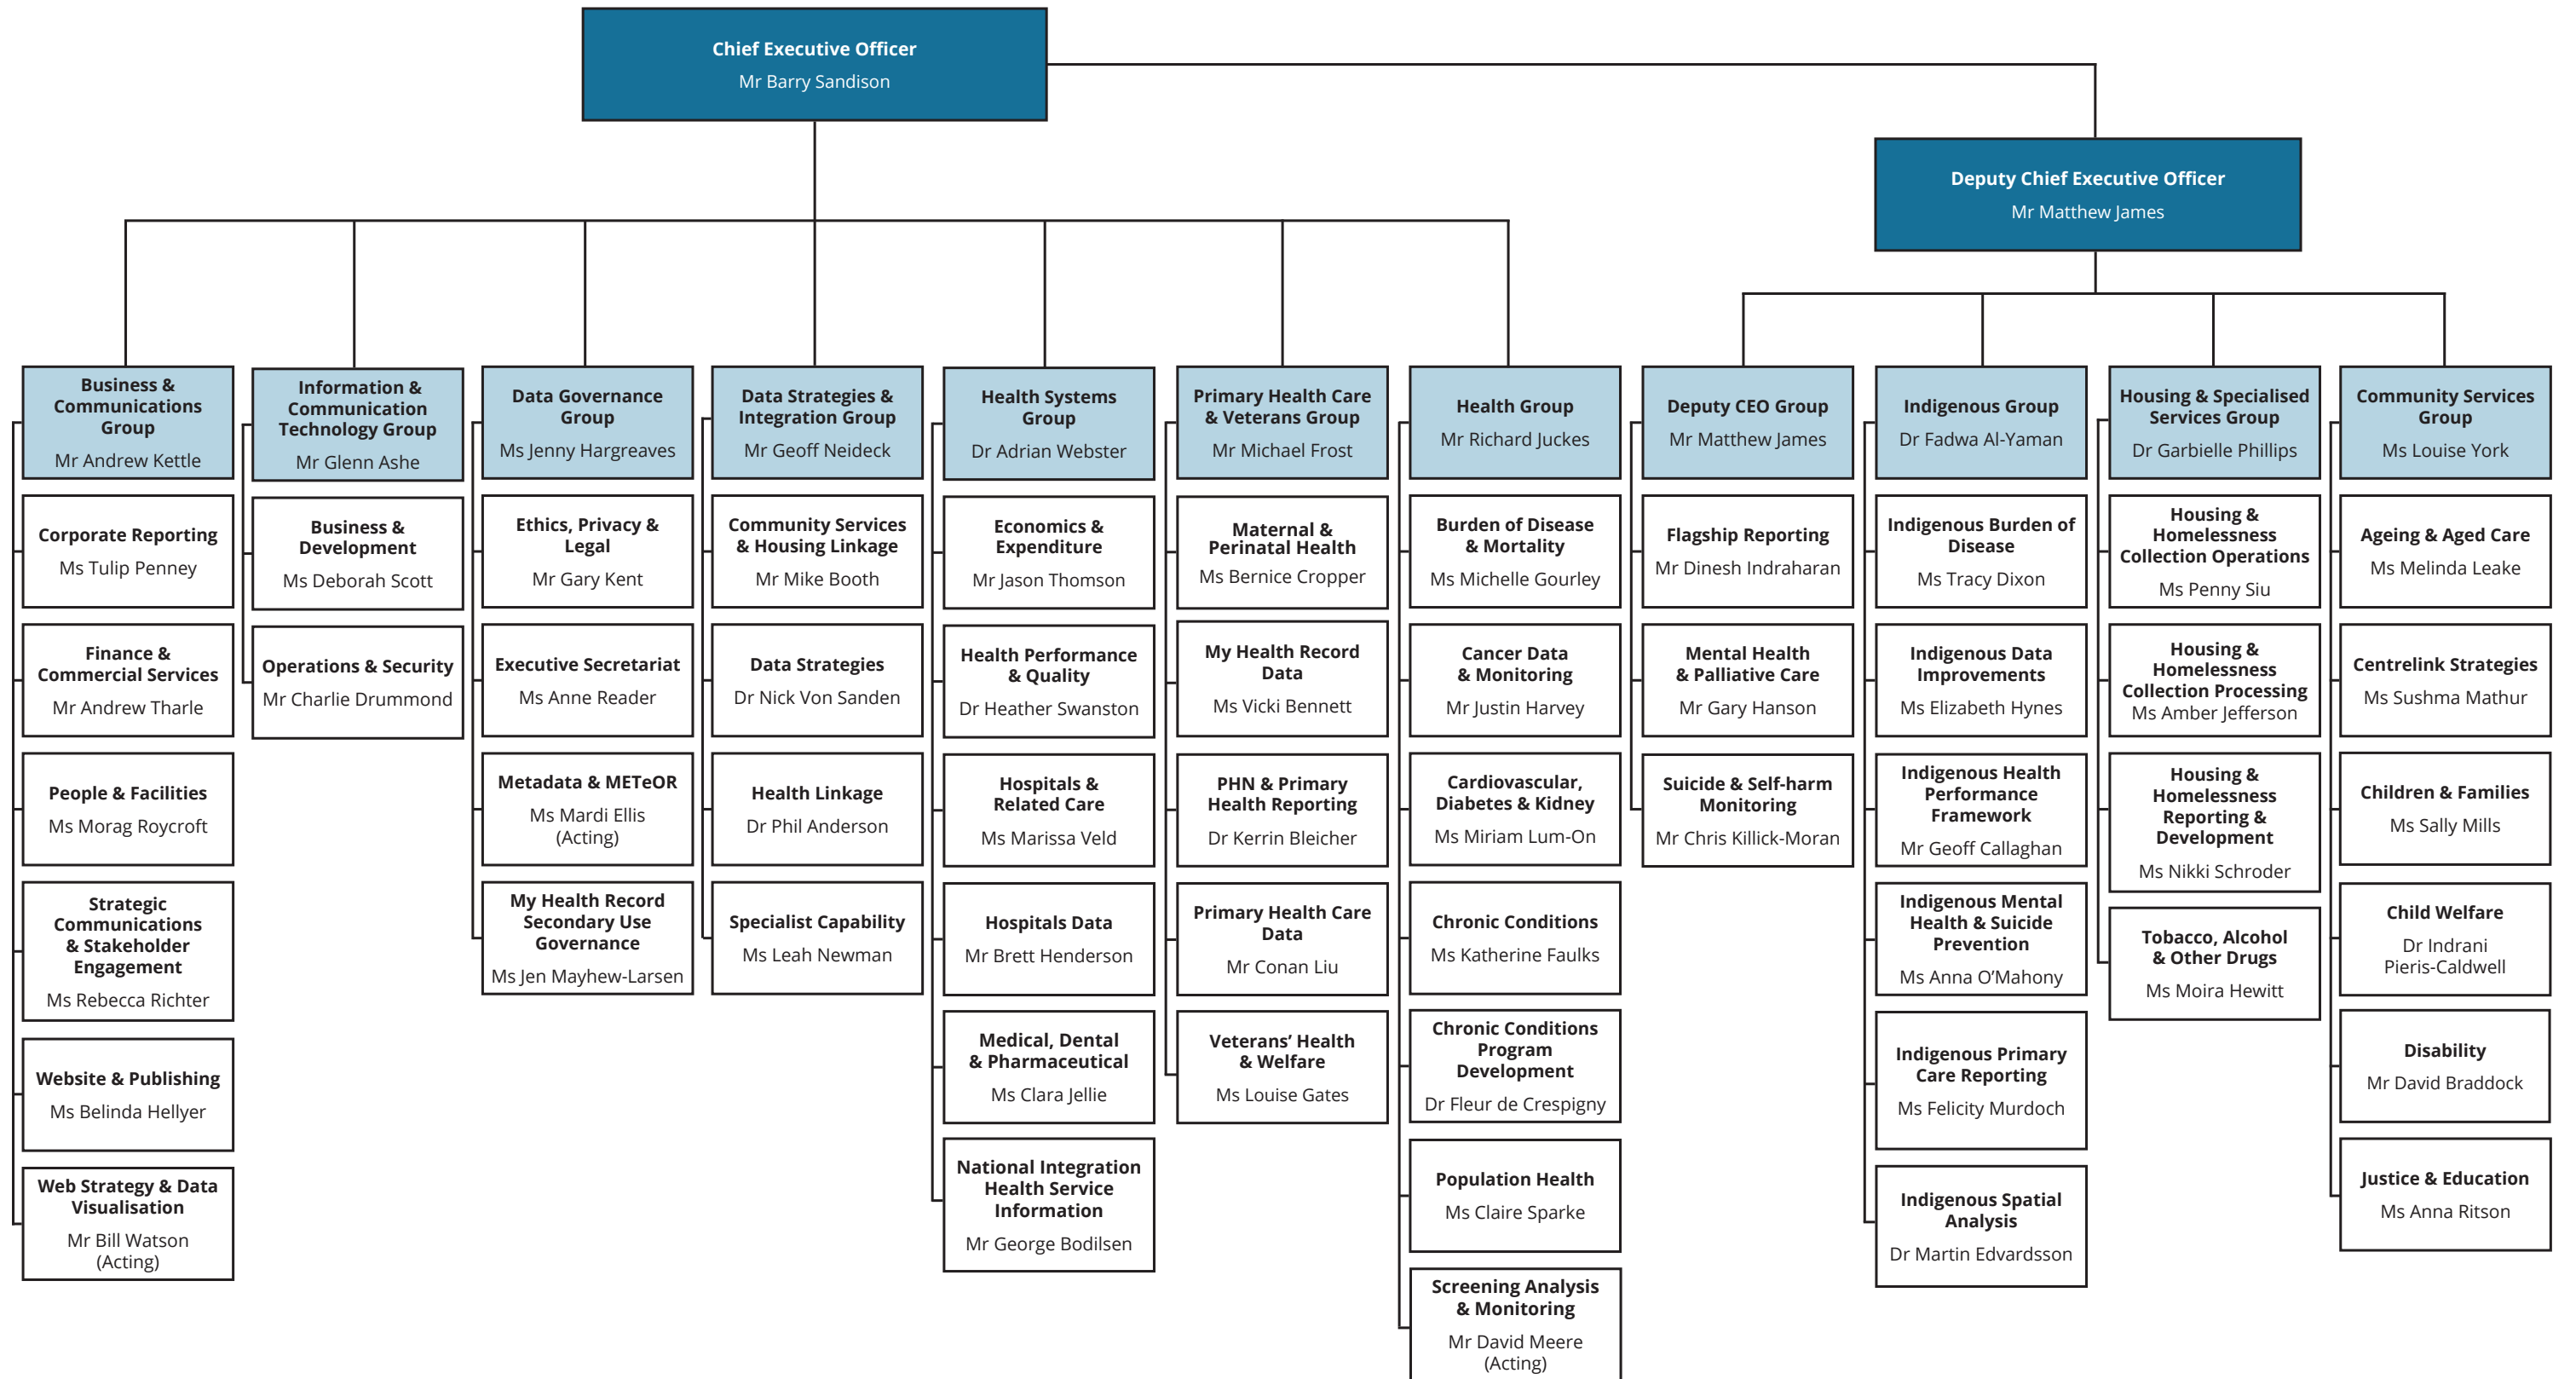 Chief Executive Officer
Mr Barry Sandison
Deputy Chief Executive Officer
Mr Matthew James
Business &
Communications
Group
Mr Andrew Kettle
Corporate Reporting
Ms Tulip Penney
Finance &
Commercial Services
Mr Andrew Tharle
People & Facilities
Ms Morag Roycroft
Strategic
Communications
& Stakeholder
Engagement
Ms Rebecca Richter
Website & Publishing
Ms Belinda Hellyer
Web Strategy & Data
Visualisation
Mr Bill Watson
(Acting)
Information &
Communication
Technology Group
Mr Glenn Ashe
Business &
Development
Ms Deborah Scott
Operations & Security
Mr Charlie Drummond
Data Governance
Group
Ms Jenny Hargreaves
Ethics, Privacy &
Legal
Mr Gary Kent
Executive Secretariat
Ms Anne Reader
Metadata & METeOR
Ms Mardi Ellis
(Acting)
My Health Record
Secondary Use
Governance
Ms Jen Mayhew-Larsen
Data Strategies &
Integration Group
Mr Geoff Neideck
Community Services
& Housing Linkage
Mr Mike Booth
Data Strategies
Dr Nick Von Sanden
Health Linkage
Dr Phil Anderson
Specialist Capability
Ms Leah Newman
Health Systems
Group
Dr Adrian Webster
Economics &
Expenditure
Mr Jason Thomson
Health Performance
& Quality
Dr Heather Swanston
Hospitals &
Related Care
Ms Marissa Veld
Hospitals Data
Mr Brett Henderson
Medical, Dental
& Pharmaceutical
Ms Clara Jellie
National Integration
Health Service
Information
Mr George Bodilsen
Primary Health Care
& Veterans Group
Mr Michael Frost
Maternal &
Perinatal Health
Ms Bernice Cropper
My Health Record
Data
Ms Vicki Bennett
PHN & Primary
Health Reporting
Dr Kerrin Bleicher
Primary Health Care
Data
Mr Conan Liu
Veterans’ Health
& Welfare
Ms Louise Gates
Health Group
Mr Richard Juckes
Burden of Disease
& Mortality
Ms Michelle Gourley
Cancer Data
& Monitoring
Mr Justin Harvey
Cardiovascular,
Diabetes & Kidney
Ms Miriam Lum-On
Chronic Conditions
Ms Katherine Faulks
Chronic Conditions
Program
Development
Dr Fleur de Crespigny
Population Health
Ms Claire Sparke
Screening Analysis
& Monitoring
Mr David Meere
(Acting)
Deputy CEO Group
Mr Matthew James
Flagship Reporting
Mr Dinesh Indraharan
Mental Health
& Palliative Care
Mr Gary Hanson
Suicide & Self-harm
Monitoring
Mr Chris Killick-Moran
Indigenous Group
Dr Fadwa Al-Yaman
Indigenous Burden of
Disease
Ms Tracy Dixon
Indigenous Data
Improvements
Ms Elizabeth Hynes
Indigenous Health
Performance
Framework
Mr Geoff Callaghan
Indigenous Mental
Health & Suicide
Prevention
Ms Anna O’Mahony
Indigenous Primary
Care Reporting
Ms Felicity Murdoch
Indigenous Spatial
Analysis
Dr Martin Edvardsson
Housing & Specialised
Services Group
Dr Garbielle Phillips
Housing &
Homelessness
Collection Operations
Ms Penny Siu
Housing &
Homelessness
Collection Processing
Ms Amber Jefferson
Housing &
Homelessness
Reporting &
Development
Ms Nikki Schroder
Tobacco, Alcohol
& Other Drugs
Ms Moira Hewitt
Community Services
Group
Ms Louise York
Ageing & Aged Care
Ms Melinda Leake
Centrelink Strategies
Ms Sushma Mathur
Children & Families
Ms Sally Mills
Child Welfare
Dr Indrani
Pieris-Caldwell
Disability
Mr David Braddock
Justice & Education
Ms Anna Ritson